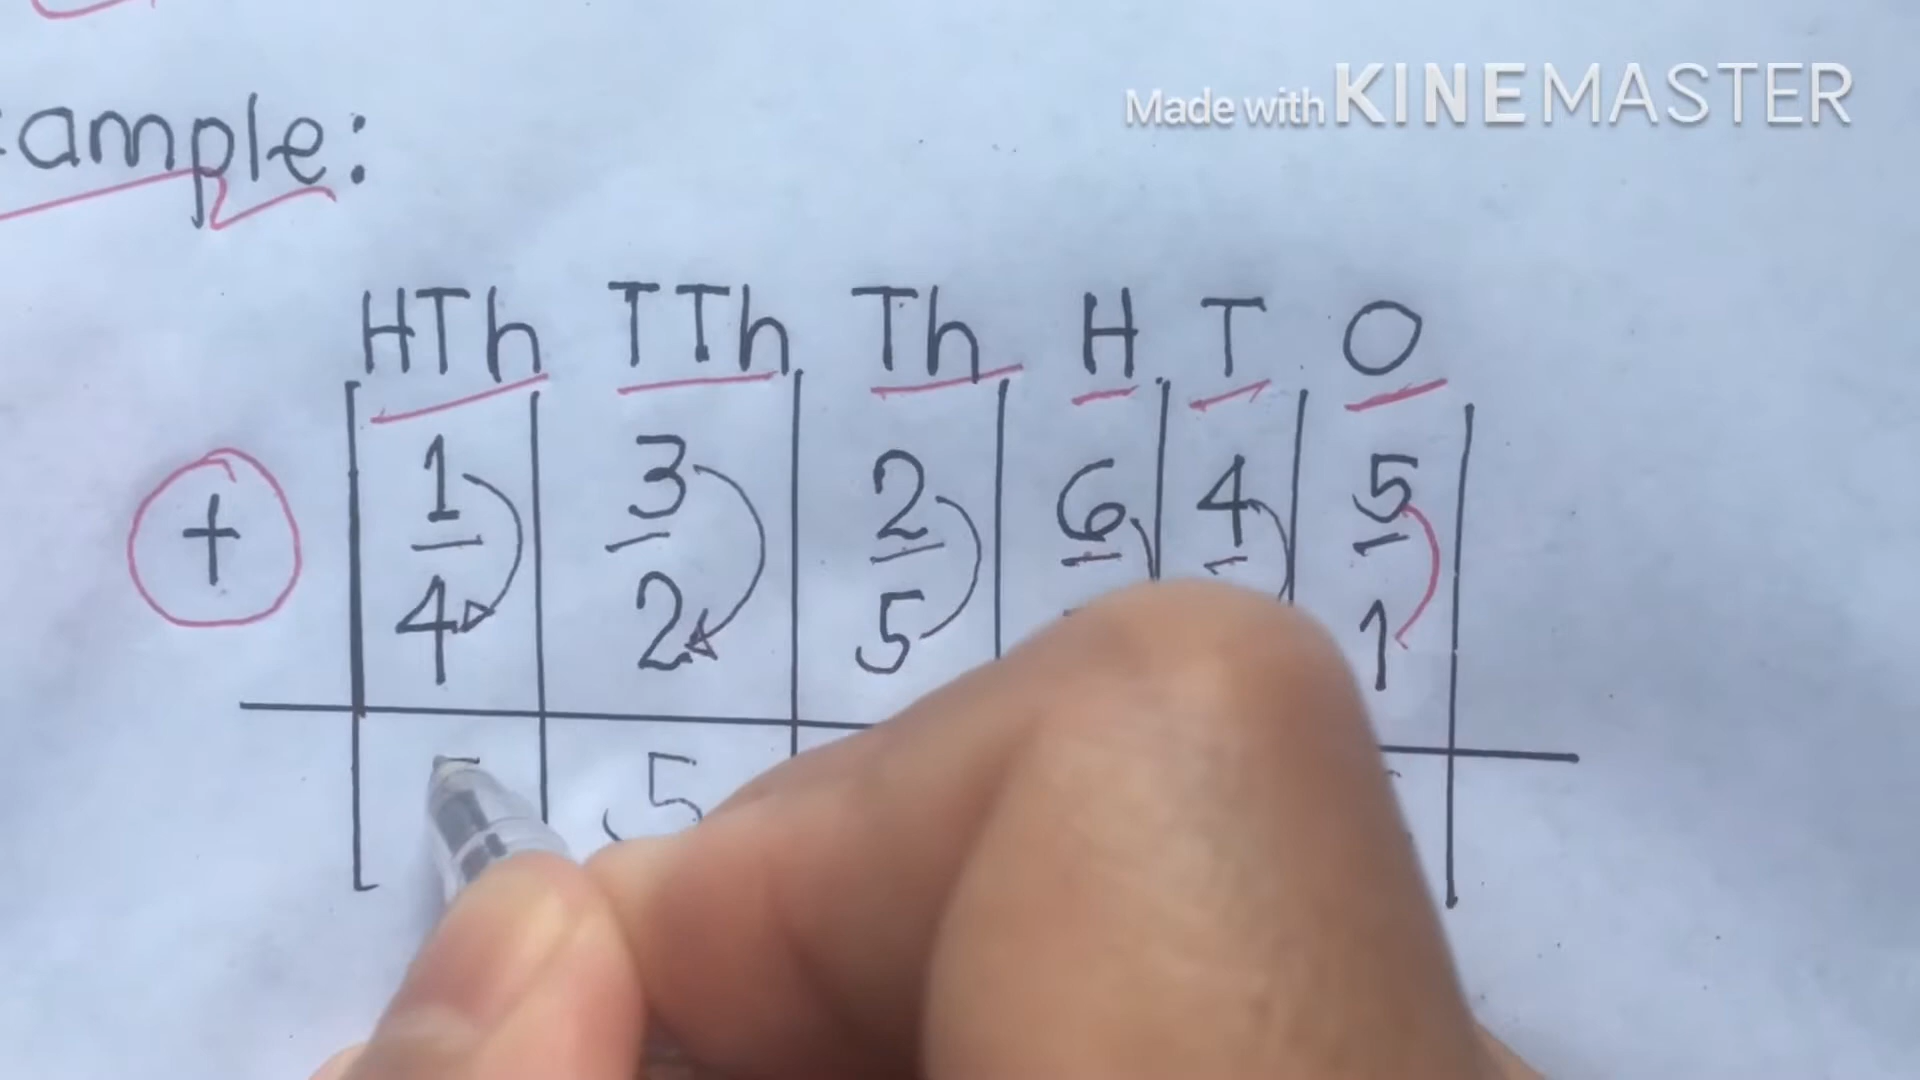 Made with KINEMASTER
ample:
HTh TTh Th H T O
+ 1 3 2 6 4 5
4 2 5 1
5